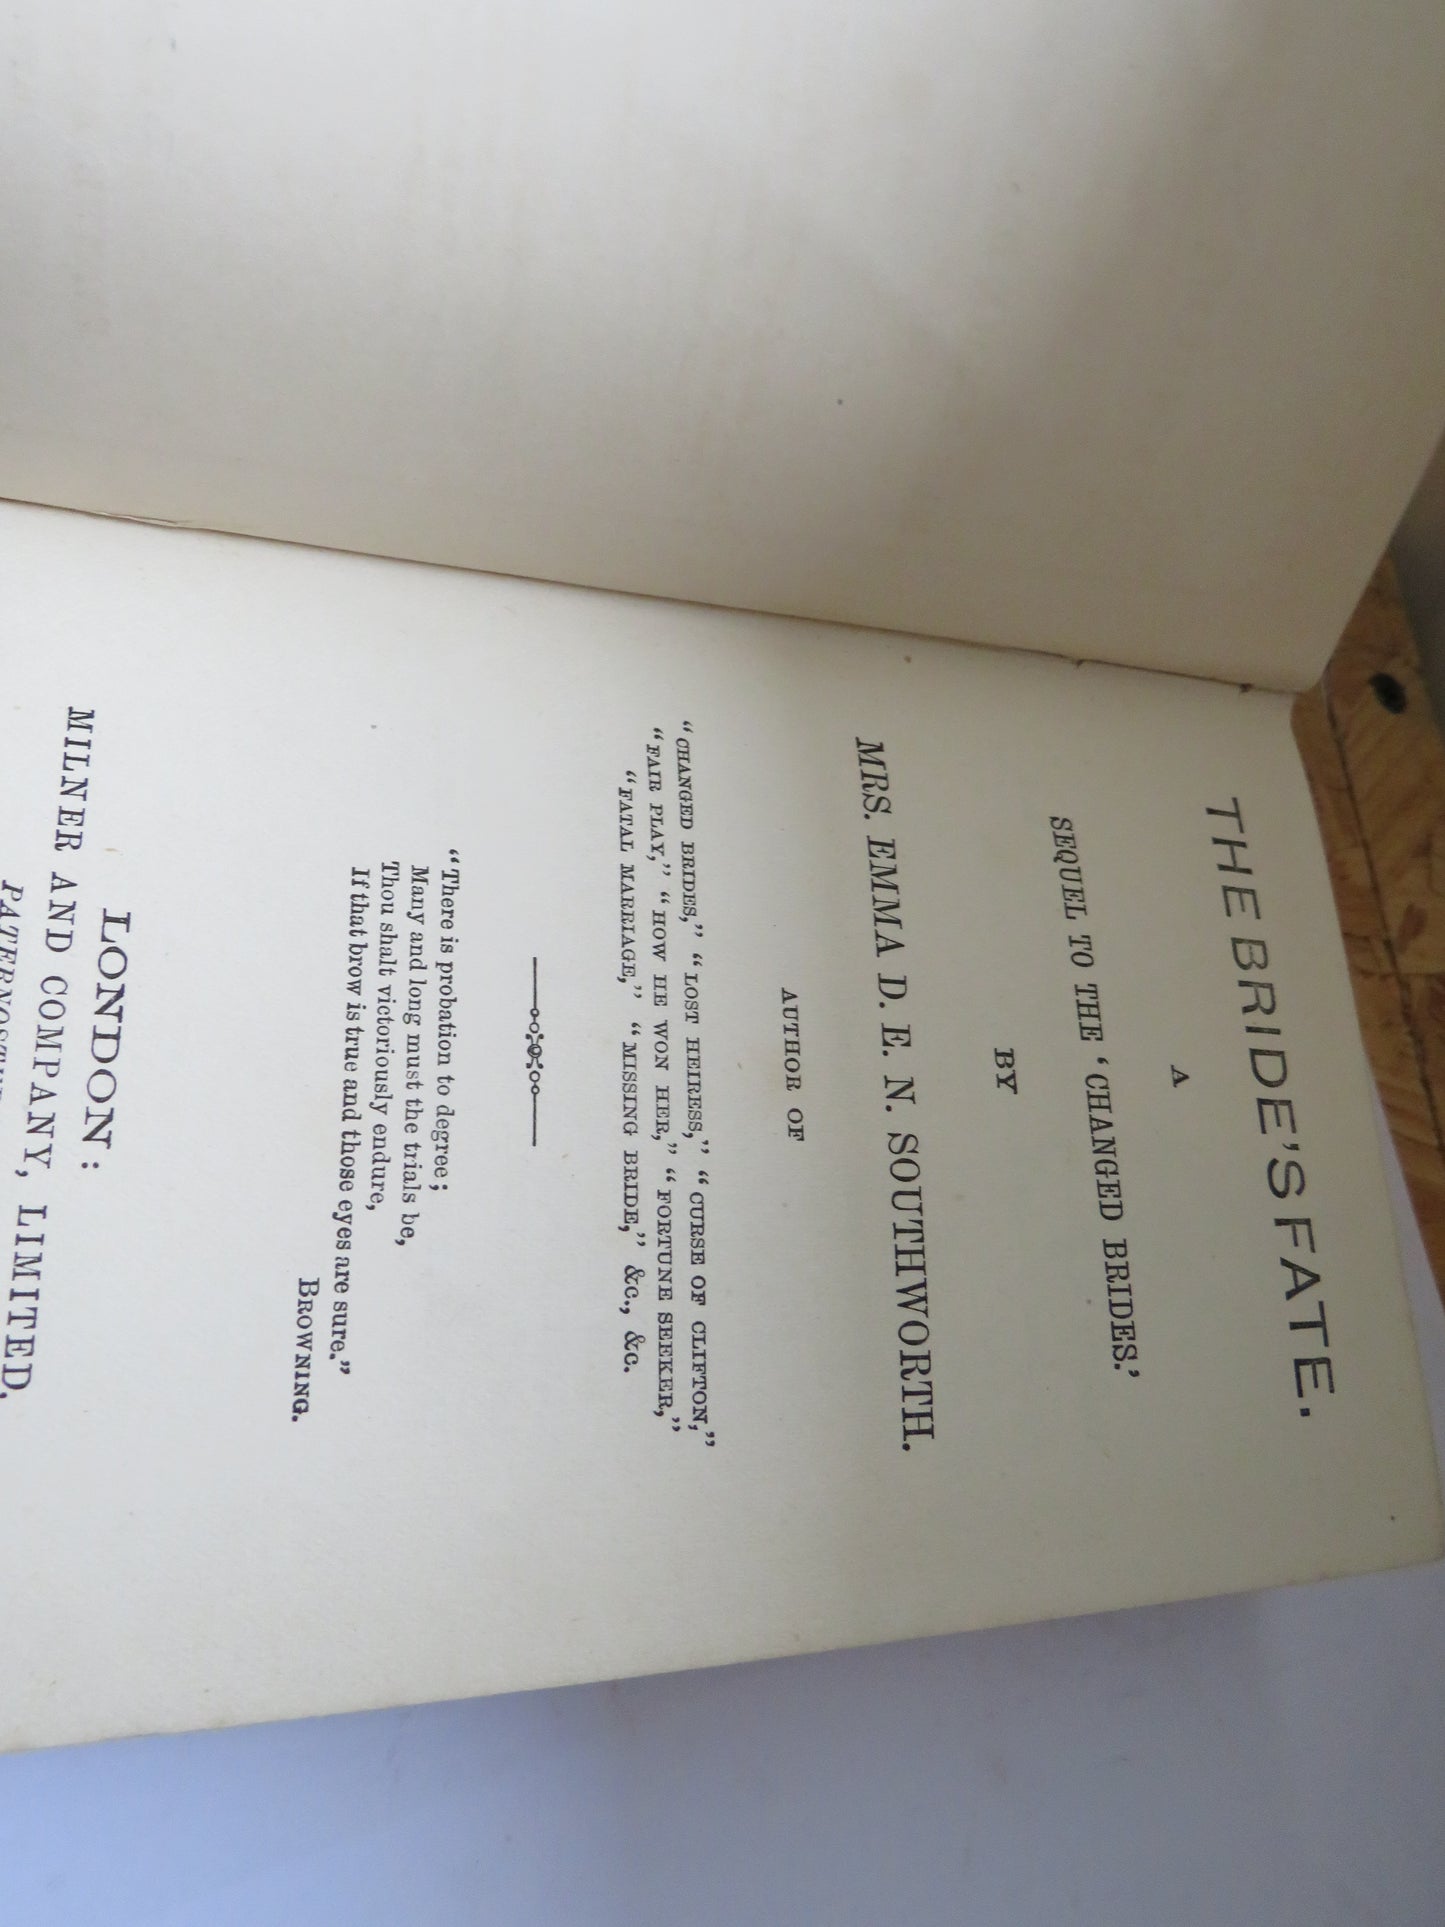 THE BRIDE'S FATE.
A
SEQUEL TO THE 'CHANGED BRIDES.'
BY
MRS. EMMA D. E. N. SOUTHWORTH.
AUTHOR OF
"CHANGED BRIDES," "LOST HEIRESS," "CURSE OF CLIFTON,"
"FAIR PLAY," "HOW HE WON HER," "FORTUNE SEEKER,"
"FATAL MARRIAGE," "MISSING BRIDE," &c., &c.
"There is probation to degree;
Many and long must the trials be,
Thou shalt victoriously endure,
If that brow is true and those eyes are sure."
BROWNING.
LONDON:
MILNER AND COMPANY, LIMITED,